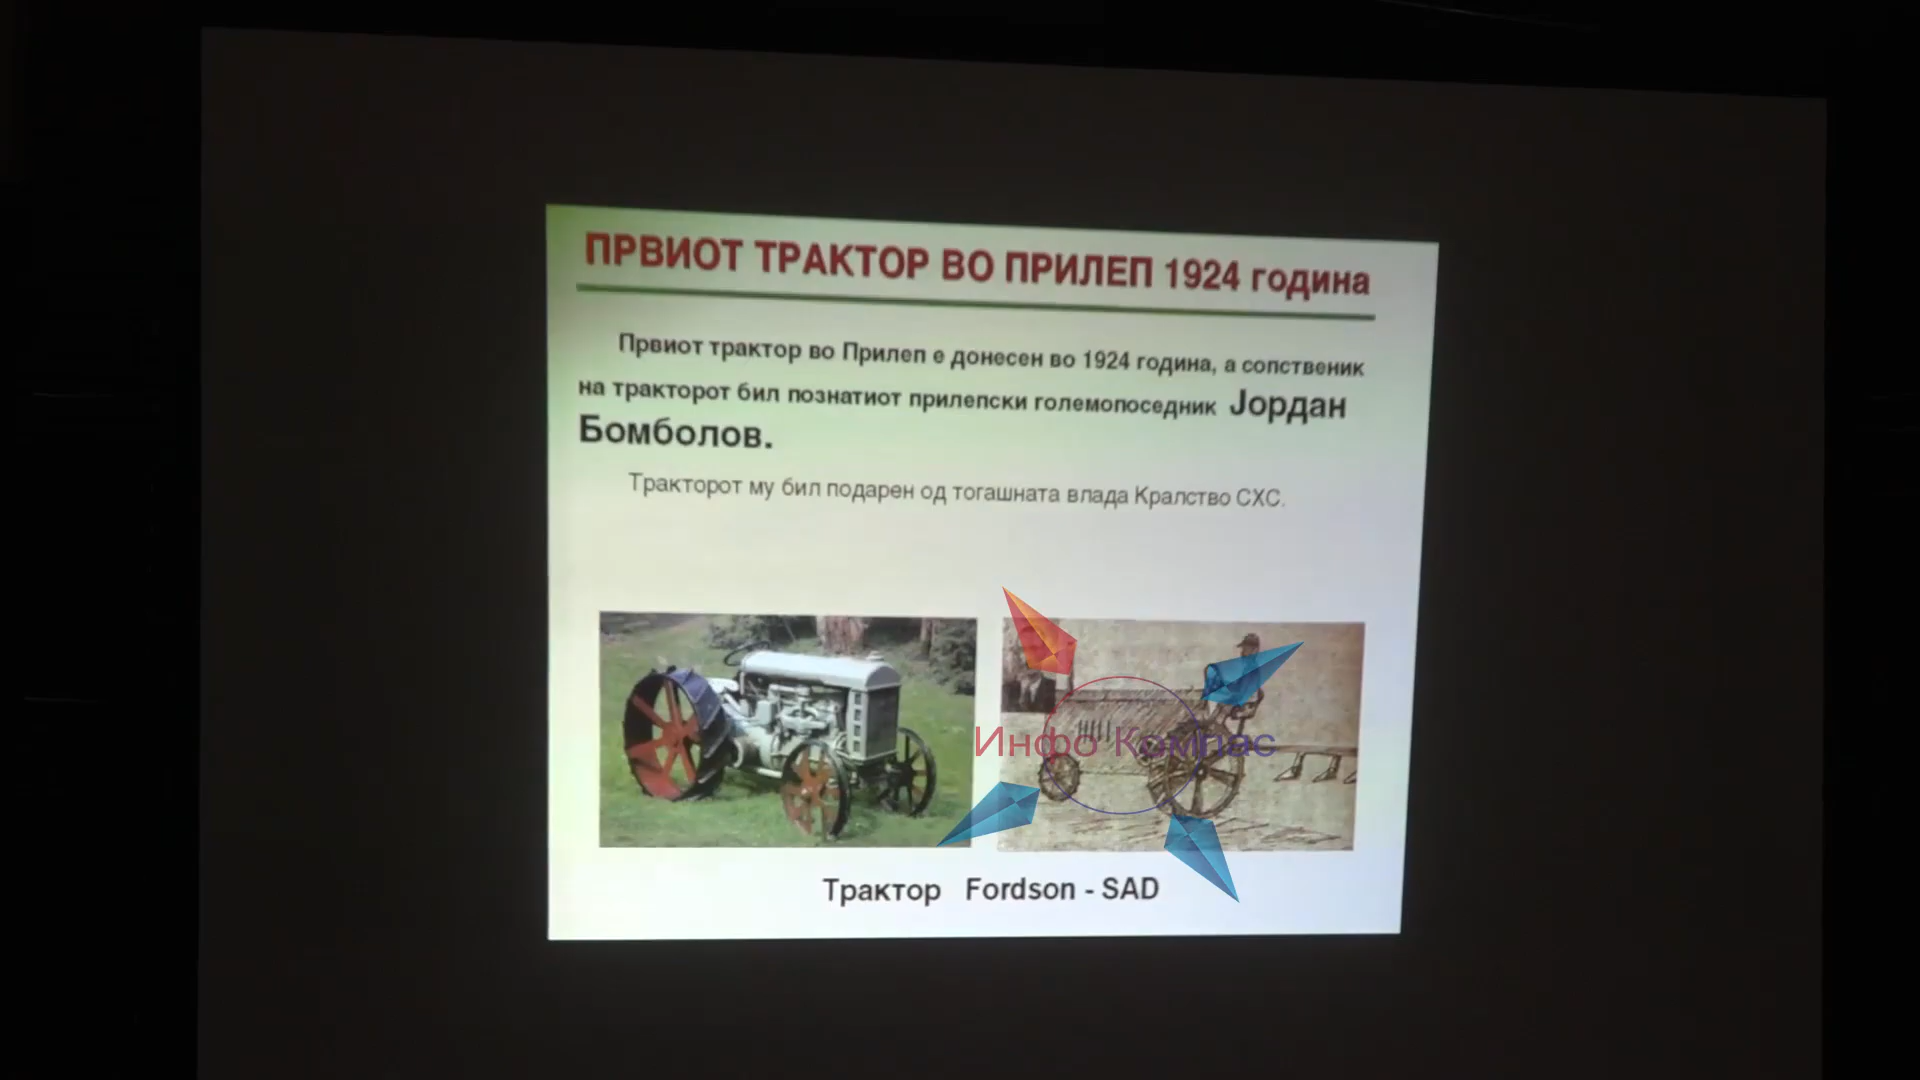 ПРВИОТ ТРАКТОР ВО ПРИЛЕП 1924 година
Првиот трактор во Прилеп е донесен во 1924 година, а сопственик
на тракторот бил познатиот прилепски големопоседник Јордан
Бомболов.
Тракторот му бил подарен од тогашната влада Кралство СХС.
Инфо Компас
Трактор Fordson - SAD